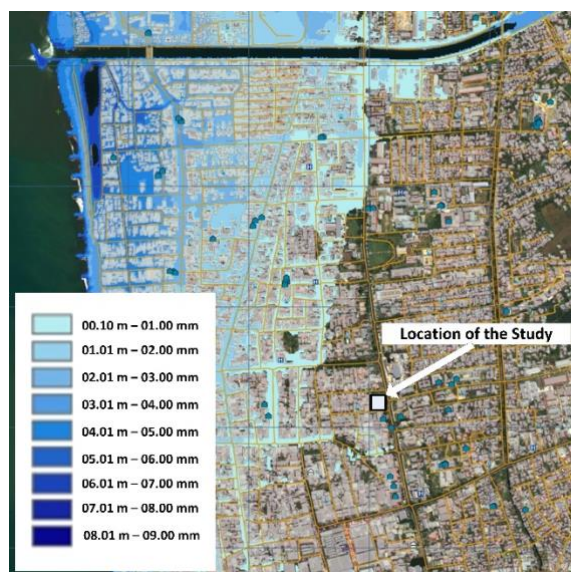 Location of the Study
00.10 m – 01.00 mm
01.01 m – 02.00 mm
02.01 m – 03.00 mm
03.01 m – 04.00 mm
04.01 m – 05.00 mm
05.01 m – 06.00 mm
06.01 m – 07.00 mm
07.01 m – 08.00 mm
08.01 m – 09.00 mm